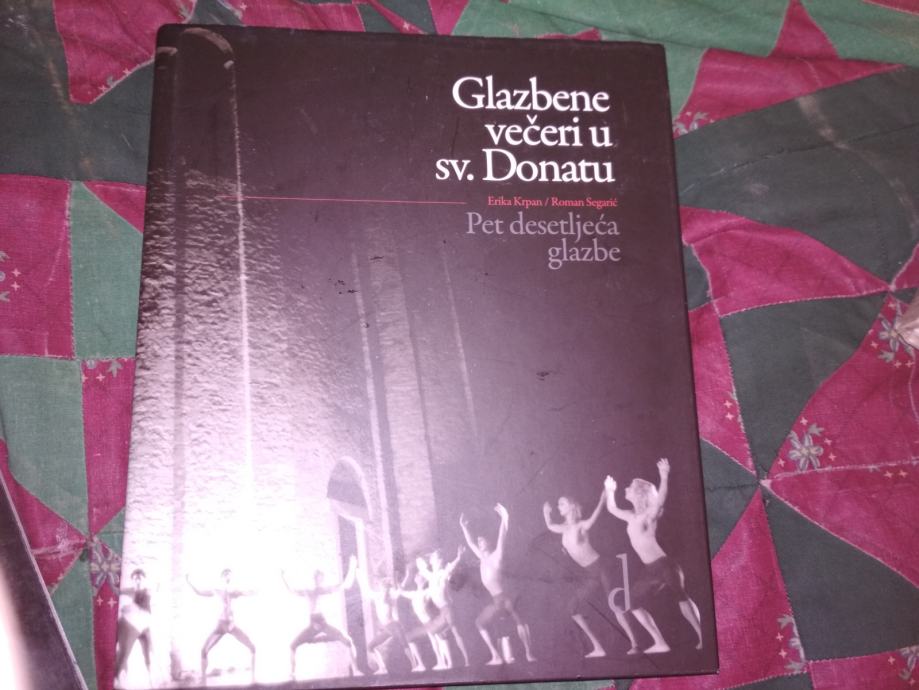 Glazbene
večeri u
sv. Donatu
Erika Krpan / Roman Segarić
Pet desetljeća
glazbe
d